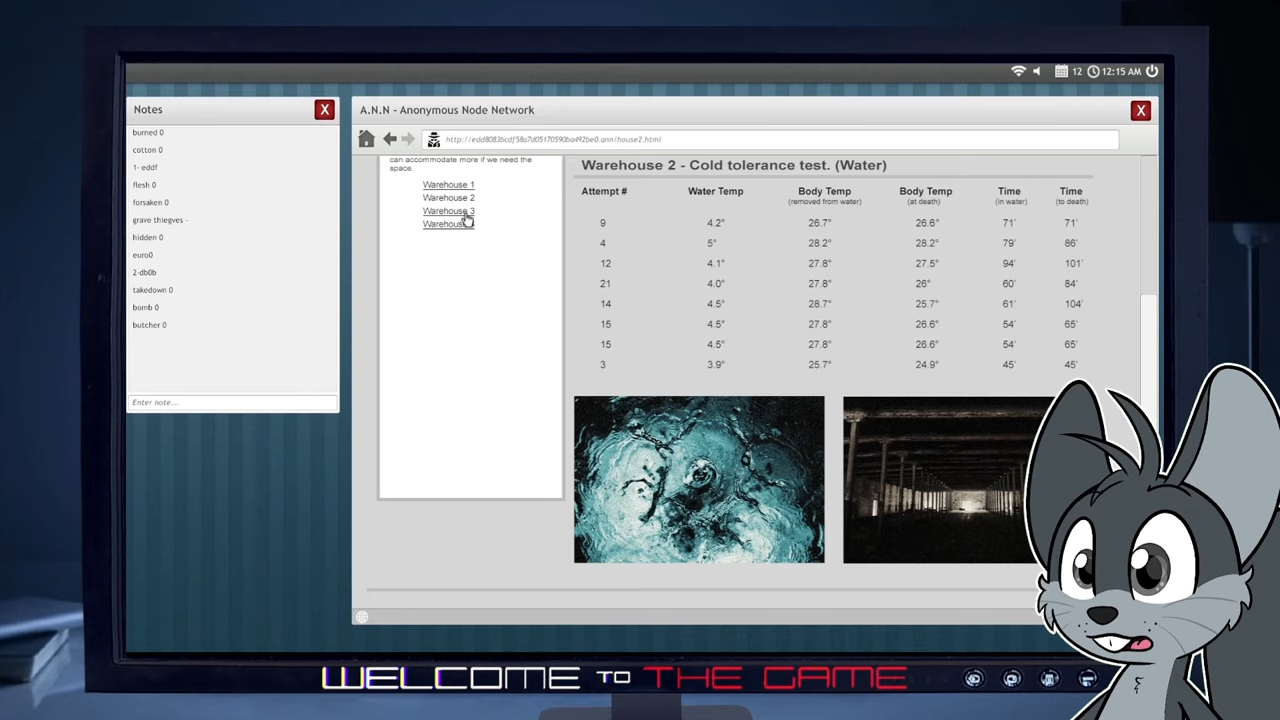 12 12:15 AM
Notes X
burned 0
cotton 0
1- eddf
flesh 0
forsaken 0
grave thiegves -
hidden 0
euro0
2-db0b
takedown 0
bomb 0
butcher 0
Enter note...
A.N.N - Anonymous Node Network X
http://edd8083bcdf58a7d05f70590ba492be0.ann/house2.html
can accommodate more if we need the
space.
Warehouse 1
Warehouse 2
Warehouse 3
Warehouse 2 - Cold tolerance test. (Water)
Attempt # Water Temp Body Temp Body Temp Time Time
(removed from water) (at death) (in water) (to death)
9 4.2° 26.7° 26.6° 71' 71'
4 5° 28.2° 28.2° 79' 86'
12 4.1° 27.8° 27.5° 94' 101'
21 4.0° 27.8° 26° 60' 84'
14 4.5° 28.7° 25.7° 61' 104'
15 4.5° 27.8° 26.6° 54' 65'
15 4.5° 27.8° 26.6° 54' 65'
3 3.9° 25.7° 24.9° 45' 45'
WELCOME TO THE GAME